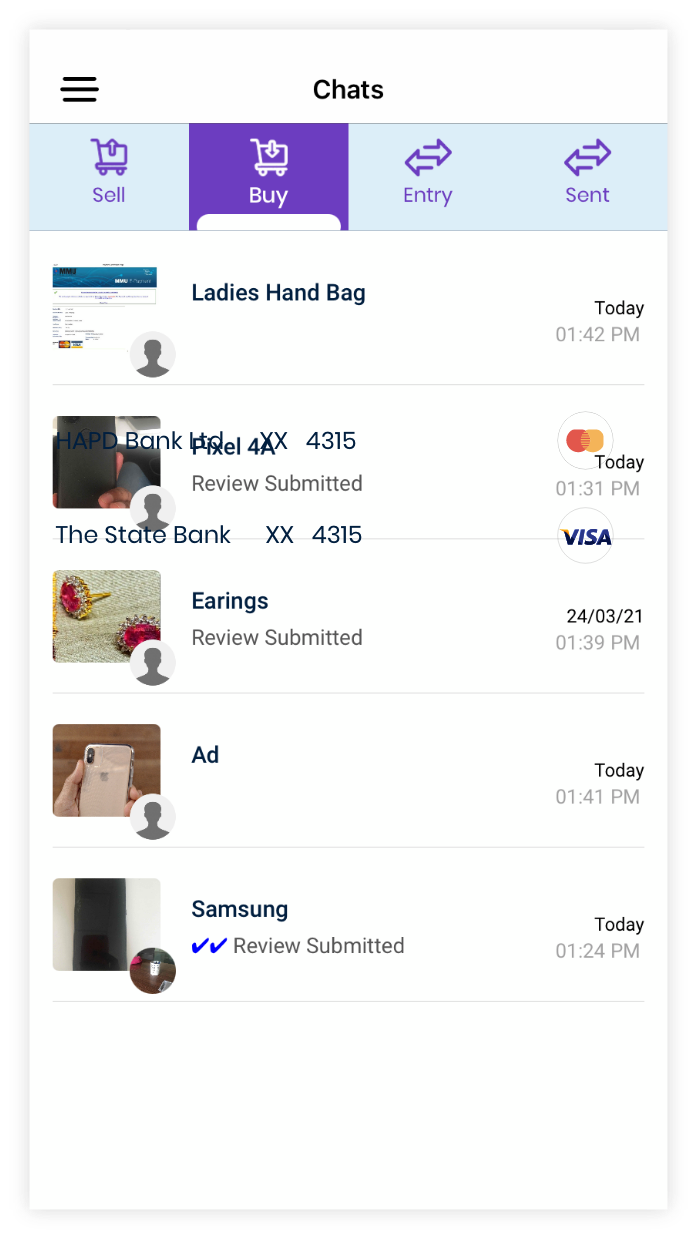 Chats
Sell
Buy
Entry
Sent
MMU
MMU
Ladies Hand Bag
Today
01:42 PM
HAPD Bank Ltd XX 4315
Pixel 4A
Today
Review Submitted
01:31 PM
The State Bank XX 4315
VISA
Earings
24/03/21
Review Submitted
01:39 PM
Ad
Today
01:41 PM
Samsung
Today
✔✔ Review Submitted
01:24 PM